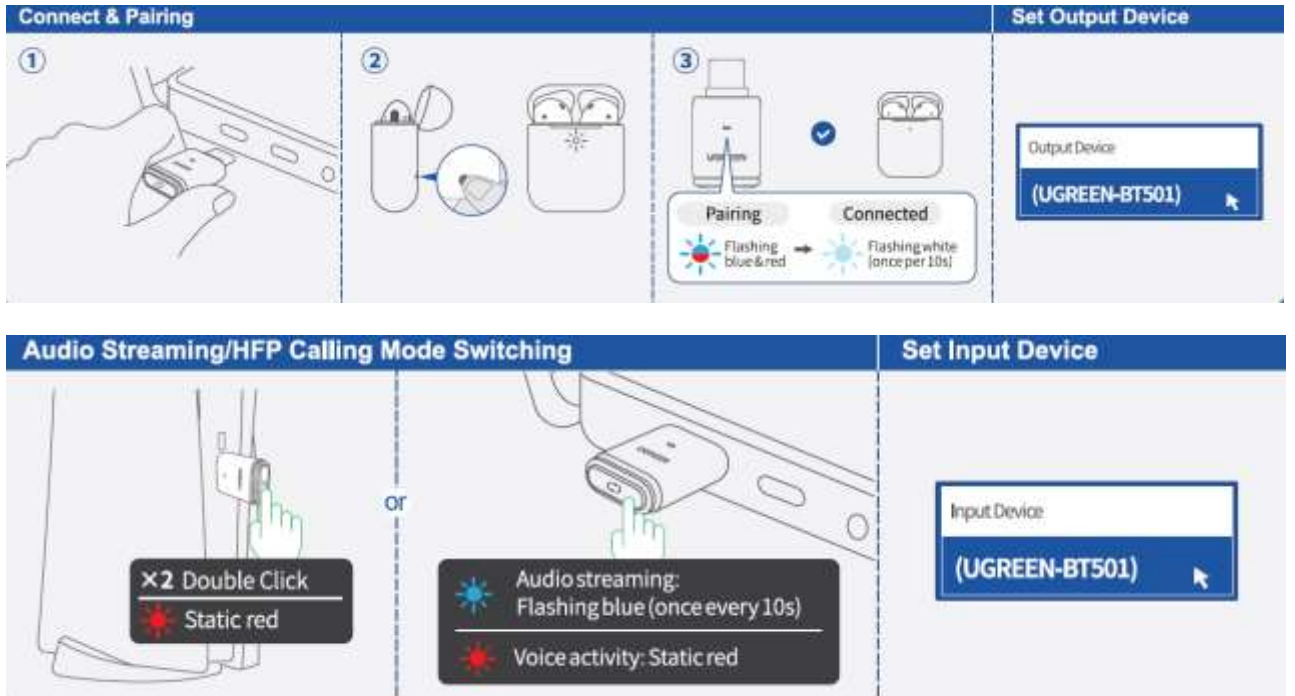 Connect & Pairing
Set Output Device
①
②
③
UGREEN
Pairing
Connected
Flashing
blue&red
Flashing white
(once per 10s)
Output Device
(UGREEN-BT501)
Audio Streaming/HFP Calling Mode Switching
Set Input Device
×2 Double Click
Static red
or
Audio streaming:
Flashing blue (once every 10s)
Voice activity: Static red
Input Device
(UGREEN-BT501)